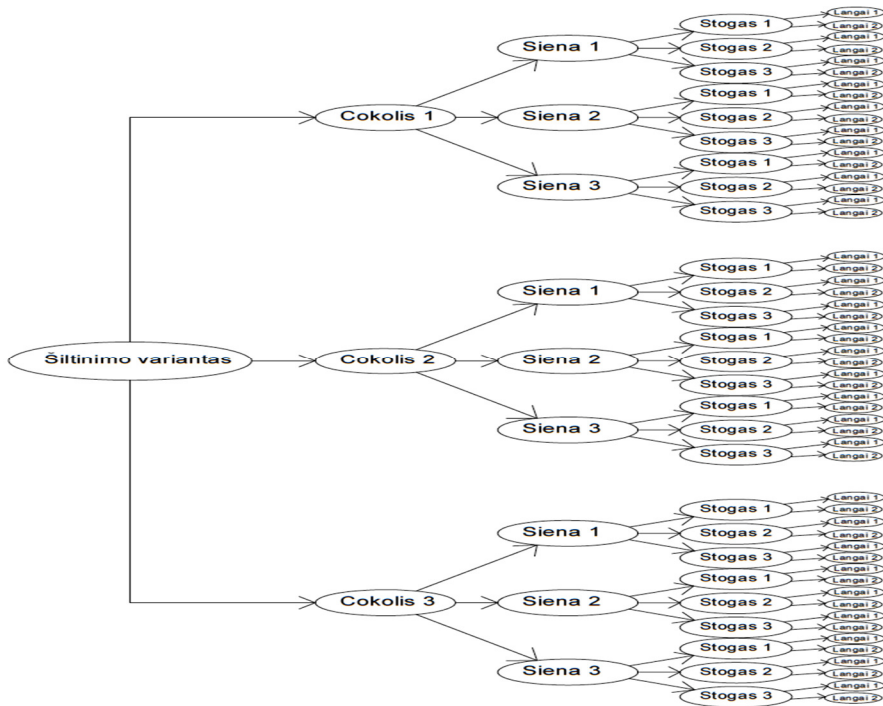 Šiltinimo variantas
Cokolis 1
Siena 1
Stogas 1
Langai 1
Langai 2
Stogas 2
Langai 1
Langai 2
Stogas 3
Langai 1
Langai 2
Siena 2
Stogas 1
Langai 1
Langai 2
Stogas 2
Langai 1
Langai 2
Stogas 3
Langai 1
Langai 2
Siena 3
Stogas 1
Langai 1
Langai 2
Stogas 2
Langai 1
Langai 2
Stogas 3
Langai 1
Langai 2
Cokolis 2
Siena 1
Stogas 1
Langai 1
Langai 2
Stogas 2
Langai 1
Langai 2
Stogas 3
Langai 1
Langai 2
Siena 2
Stogas 1
Langai 1
Langai 2
Stogas 2
Langai 1
Langai 2
Stogas 3
Langai 1
Langai 2
Siena 3
Stogas 1
Langai 1
Langai 2
Stogas 2
Langai 1
Langai 2
Stogas 3
Langai 1
Langai 2
Cokolis 3
Siena 1
Stogas 1
Langai 1
Langai 2
Stogas 2
Langai 1
Langai 2
Stogas 3
Langai 1
Langai 2
Siena 2
Stogas 1
Langai 1
Langai 2
Stogas 2
Langai 1
Langai 2
Stogas 3
Langai 1
Langai 2
Siena 3
Stogas 1
Langai 1
Langai 2
Stogas 2
Langai 1
Langai 2
Stogas 3
Langai 1
Langai 2